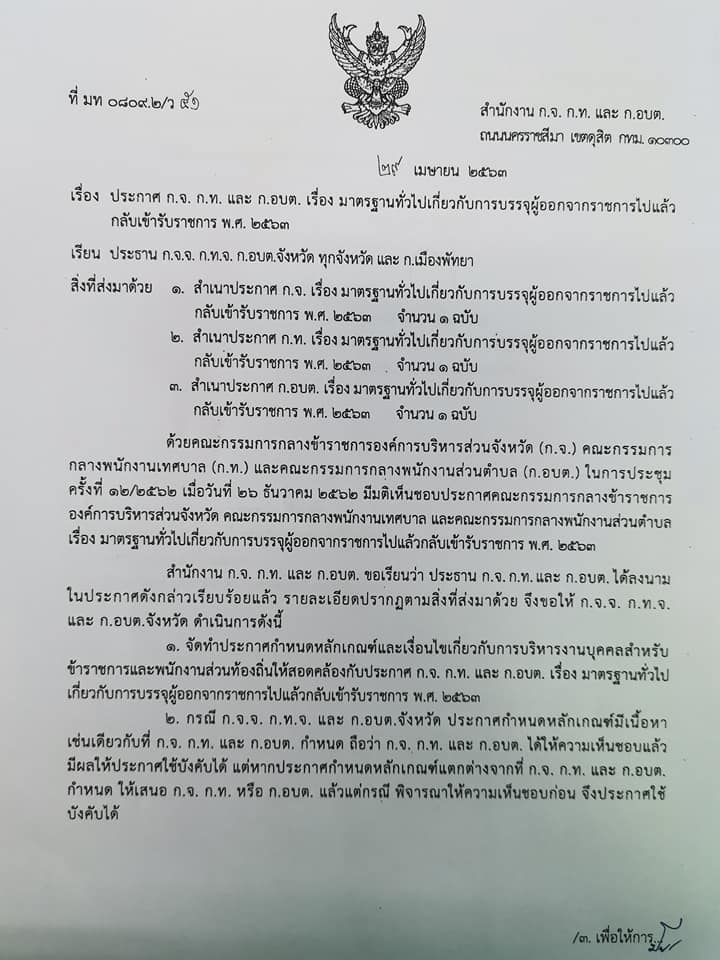 ที่ มท ๐๘๐๙.๒/ว ๕๑
สำนักงาน ก.จ. ก.ท. และ ก.อบต.
ถนนนครราชสีมา เขตดุสิต กทม. ๑๐๓๐๐
๒๙ เมษายน ๒๕๖๓
เรื่อง ประกาศ ก.จ. ก.ท. และ ก.อบต. เรื่อง มาตรฐานทั่วไปเกี่ยวกับการบรรจุผู้ออกจากราชการไปแล้ว
กลับเข้ารับราชการ พ.ศ. ๒๕๖๓
เรียน ประธาน ก.จ.จ. ก.ท.จ. ก.อบต.จังหวัด ทุกจังหวัด และ ก.เมืองพัทยา
สิ่งที่ส่งมาด้วย ๑. สำเนาประกาศ ก.จ. เรื่อง มาตรฐานทั่วไปเกี่ยวกับการบรรจุผู้ออกจากราชการไปแล้ว
กลับเข้ารับราชการ พ.ศ. ๒๕๖๓ จำนวน ๑ ฉบับ
๒. สำเนาประกาศ ก.ท. เรื่อง มาตรฐานทั่วไปเกี่ยวกับการบรรจุผู้ออกจากราชการไปแล้ว
กลับเข้ารับราชการ พ.ศ. ๒๕๖๓ จำนวน ๑ ฉบับ
๓. สำเนาประกาศ ก.อบต. เรื่อง มาตรฐานทั่วไปเกี่ยวกับการบรรจุผู้ออกจากราชการไปแล้ว
กลับเข้ารับราชการ พ.ศ. ๒๕๖๓ จำนวน ๑ ฉบับ
ด้วยคณะกรรมการกลางข้าราชการองค์การบริหารส่วนจังหวัด (ก.จ.) คณะกรรมการ
กลางพนักงานเทศบาล (ก.ท.) และคณะกรรมการกลางพนักงานส่วนตำบล (ก.อบต.) ในการประชุม
ครั้งที่ ๑๒/๒๕๖๒ เมื่อวันที่ ๒๖ ธันวาคม ๒๕๖๒ มีมติเห็นชอบประกาศคณะกรรมการกลางข้าราชการ
องค์การบริหารส่วนจังหวัด คณะกรรมการกลางพนักงานเทศบาล และคณะกรรมการกลางพนักงานส่วนตำบล
เรื่อง มาตรฐานทั่วไปเกี่ยวกับการบรรจุผู้ออกจากราชการไปแล้วกลับเข้ารับราชการ พ.ศ. ๒๕๖๓
สำนักงาน ก.จ. ก.ท. และ ก.อบต. ขอเรียนว่า ประธาน ก.จ. ก.ท. และ ก.อบต. ได้ลงนาม
ในประกาศดังกล่าวเรียบร้อยแล้ว รายละเอียดปรากฏตามสิ่งที่ส่งมาด้วย จึงขอให้ ก.จ.จ. ก.ท.จ.
และ ก.อบต.จังหวัด ดำเนินการดังนี้
๑. จัดทำประกาศกำหนดหลักเกณฑ์และเงื่อนไขเกี่ยวกับการบริหารงานบุคคลสำหรับ
ข้าราชการและพนักงานส่วนท้องถิ่นให้สอดคล้องกับประกาศ ก.จ. ก.ท. และ ก.อบต. เรื่อง มาตรฐานทั่วไป
เกี่ยวกับการบรรจุผู้ออกจากราชการไปแล้วกลับเข้ารับราชการ พ.ศ. ๒๕๖๓
๒. กรณี ก.จ.จ. ก.ท.จ. และ ก.อบต.จังหวัด ประกาศกำหนดหลักเกณฑ์มีเนื้อหา
เช่นเดียวกับที่ ก.จ. ก.ท. และ ก.อบต. กำหนด ถือว่า ก.จ. ก.ท. และ ก.อบต. ได้ให้ความเห็นชอบแล้ว
มีผลให้ประกาศใช้บังคับได้ แต่หากประกาศกำหนดหลักเกณฑ์แตกต่างจากที่ ก.จ. ก.ท. และ ก.อบต.
กำหนด ให้เสนอ ก.จ. ก.ท. หรือ ก.อบต. แล้วแต่กรณี พิจารณาให้ความเห็นชอบก่อน จึงประกาศใช้
บังคับได้
/๓. เพื่อให้การ...